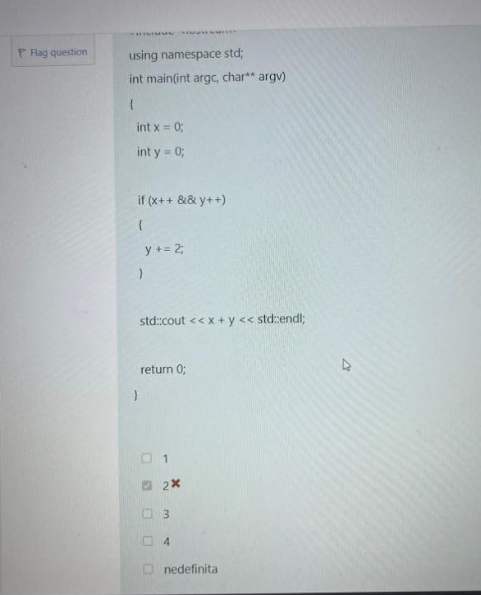 Flag question
using namespace std;
int main(int argc, char** argv)
{
int x = 0;
int y = 0;
if (x++ && y++)
{
y += 2;
}
std::cout << x + y << std::endl;
return 0;
}
1
2
3
4
nedefinita